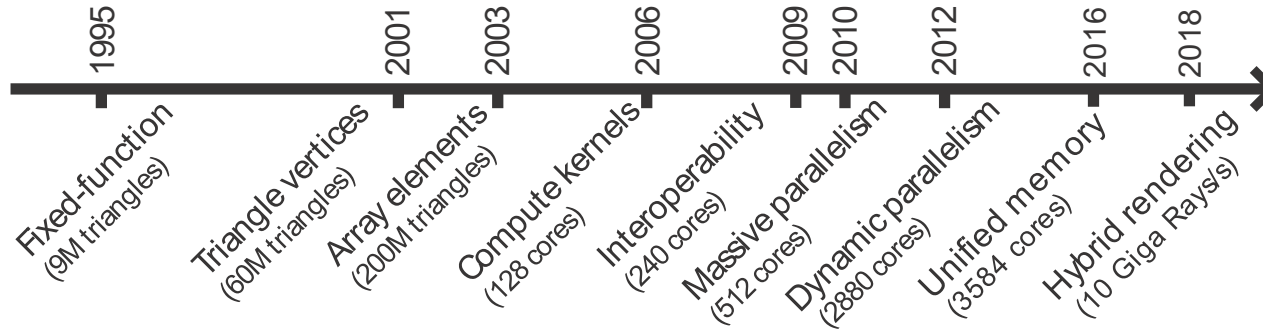 1995
2001
2003
2006
2009
2010
2012
2016
2018
Fixed-function
(9M triangles)
Triangle vertices
(60M triangles)
Array elements
(200M triangles)
Compute kernels
(128 cores)
Interoperability
(240 cores)
Massive parallelism
(512 cores)
Dynamic parallelism
(2880 cores)
Unified memory
(3584 cores)
Hybrid rendering
(10 Giga Rays/s)